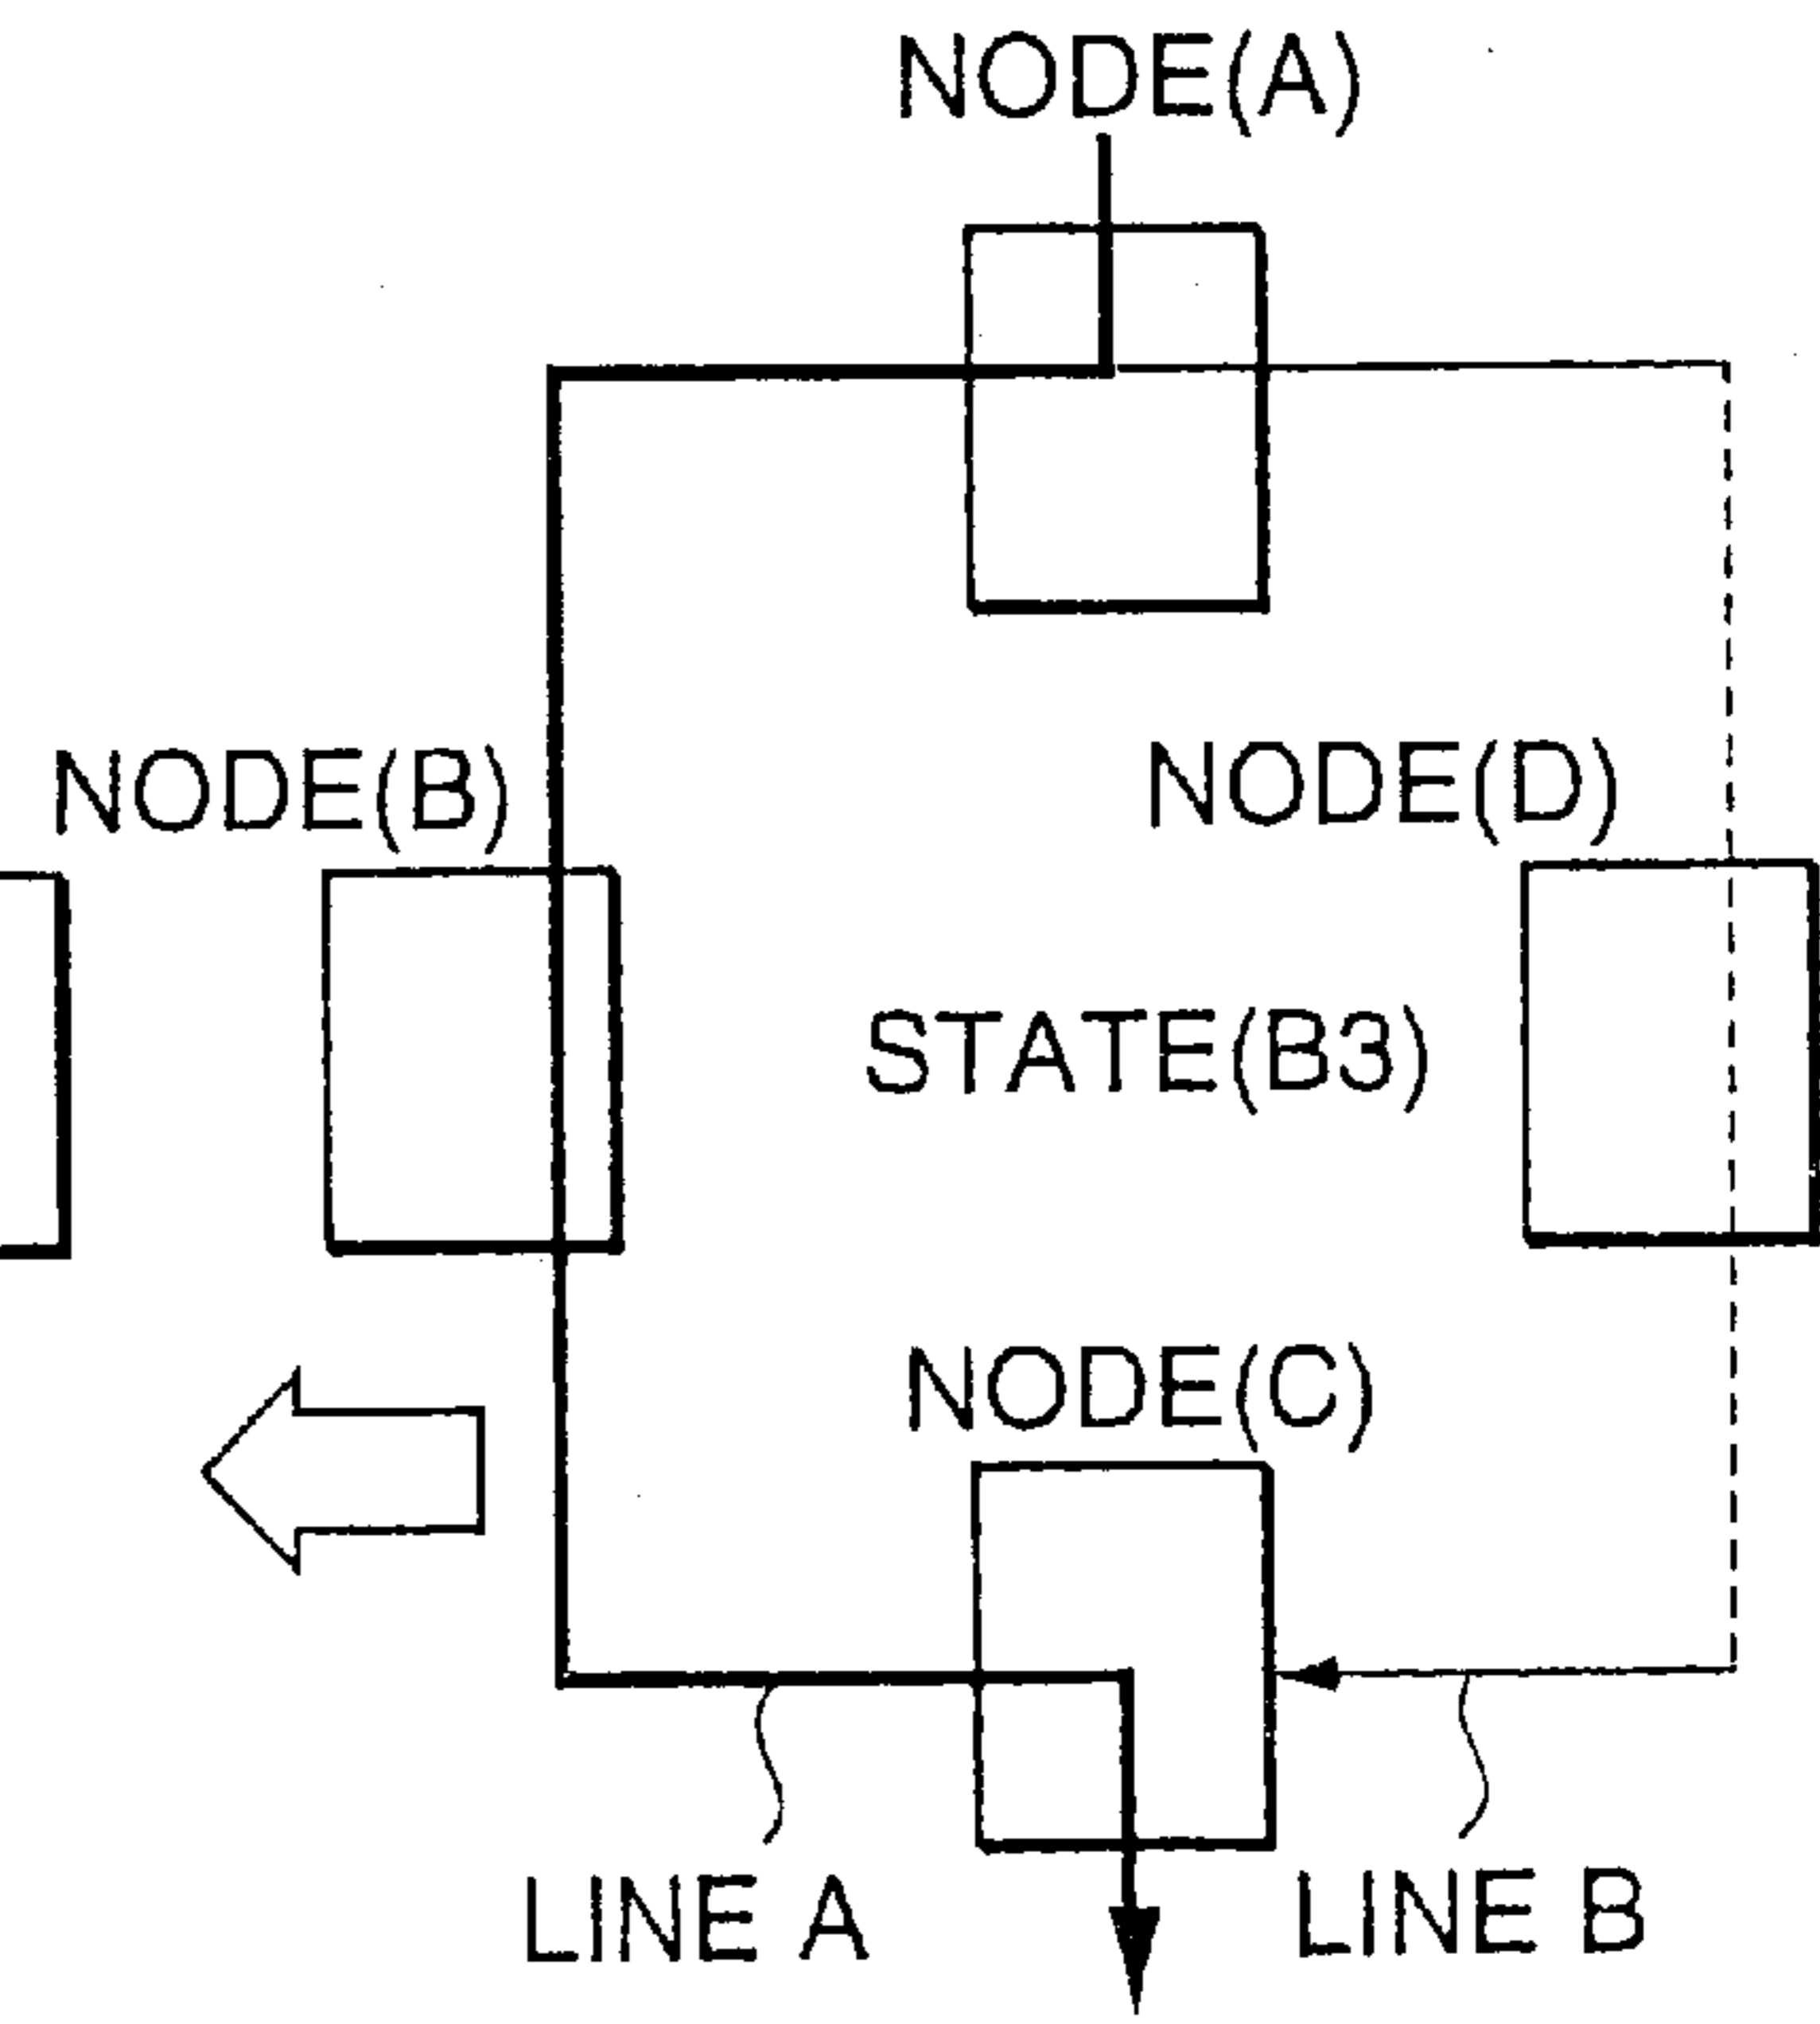 NODE(A)
NODE(B)
NODE(D)
STATE(B3)
NODE(C)
LINE A
LINE B